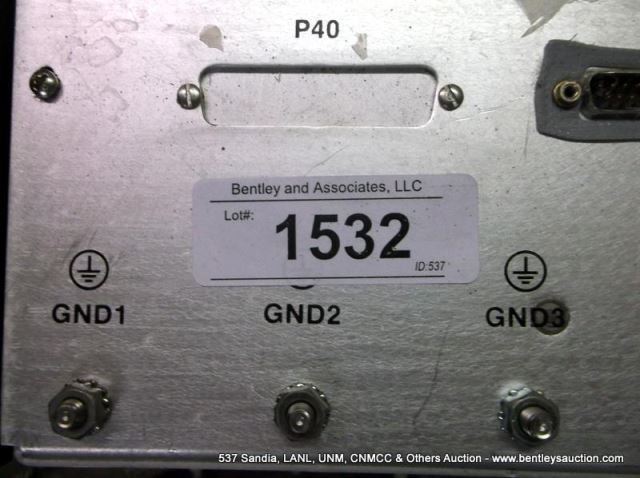 P40
Bentley and Associates, LLC
Lot#:
1532
ID:537
GND1 GND2 GND3
537 Sandia, LANL, UNM, CNMCC & Others Auction - www.bentleysauction.com